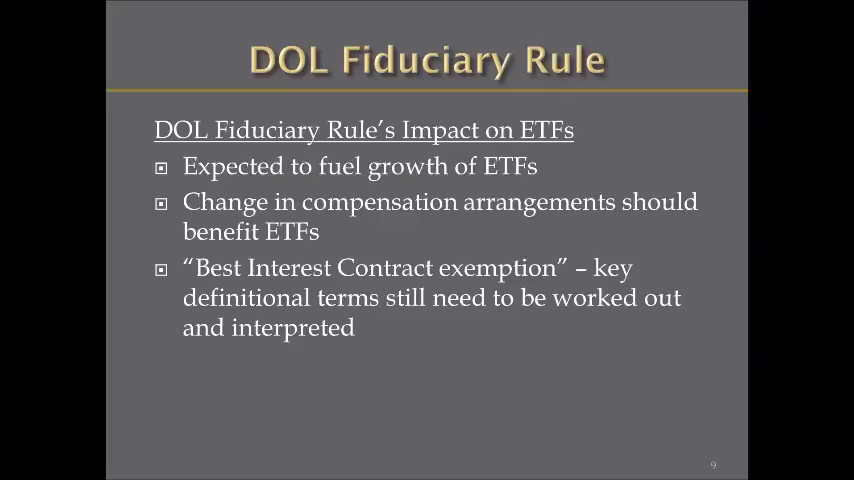 DOL Fiduciary Rule
DOL Fiduciary Rule’s Impact on ETFs
Expected to fuel growth of ETFs
Change in compensation arrangements should
benefit ETFs
“Best Interest Contract exemption” – key
definitional terms still need to be worked out
and interpreted
9